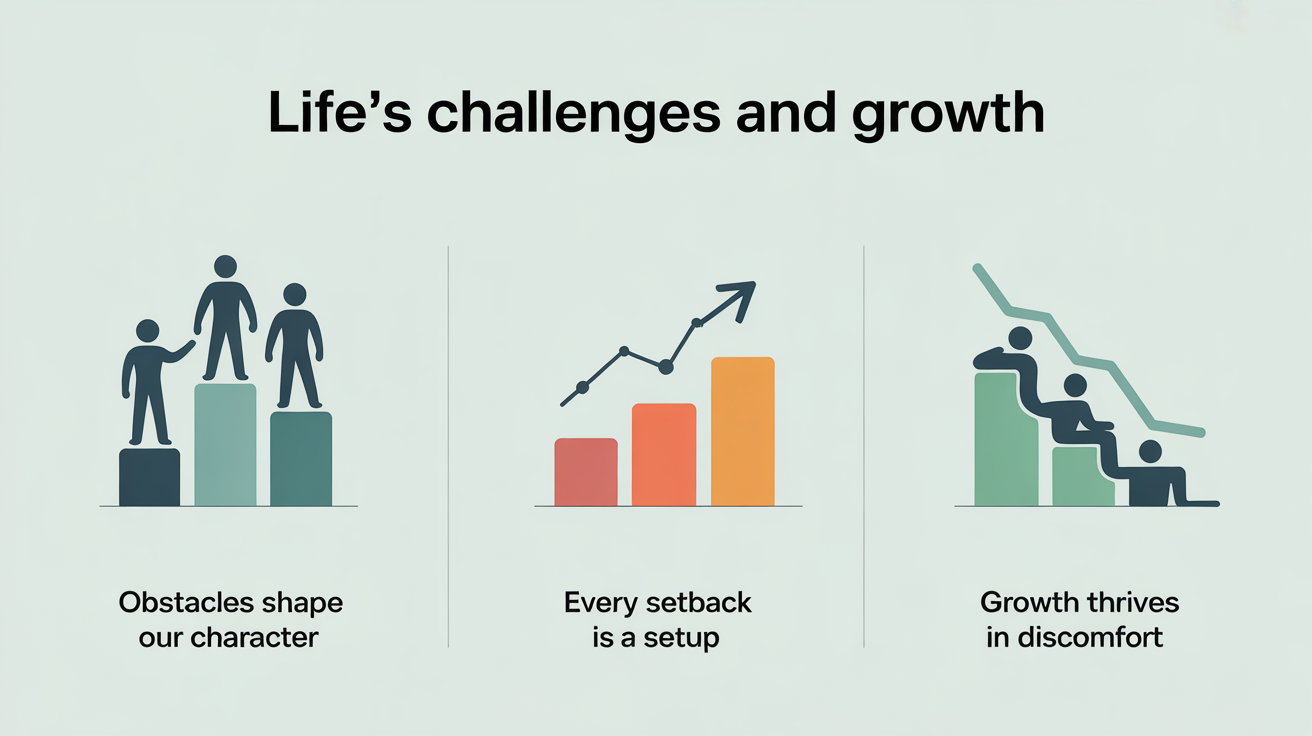 Life’s challenges and growth
Obstacles shape
our character
Every setback
is a setup
Growth thrives
in discomfort